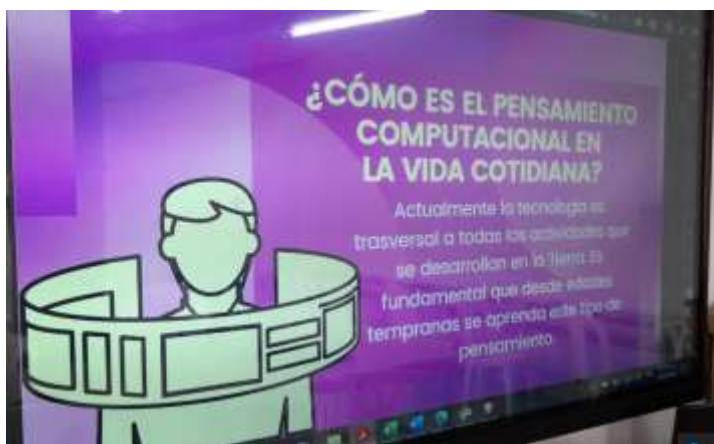 ¿CÓMO ES EL PENSAMIENTO
COMPUTACIONAL EN
LA VIDA COTIDIANA?
Actualmente la tecnología es
trasversal a todas las actividades que
se desarrollan en la Tierra. Es
fundamental que desde edades
tempranas se aprenda este tipo de
pensamiento.